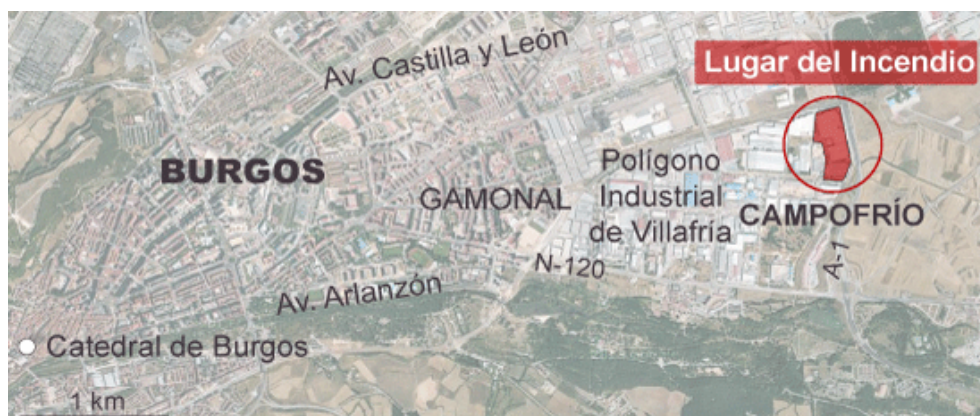 Av. Castilla y León
Lugar del Incendio
BURGOS
GAMONAL
Polígono
Industrial
de Villafría
CAMPOFRÍO
N-120
A-1
Av. Arlanzón
Catedral de Burgos
1 km